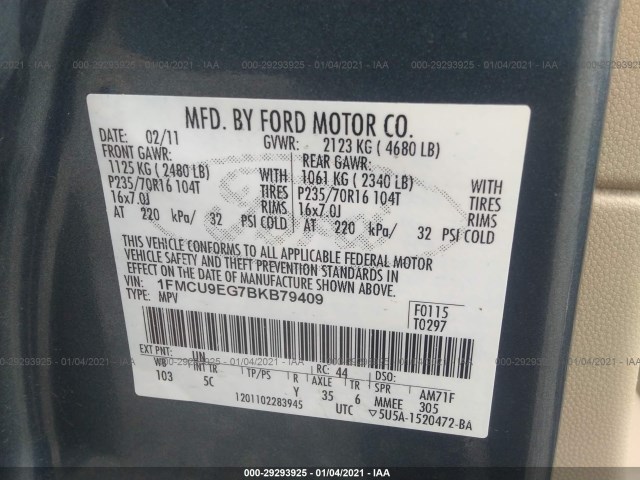 000-29293925 - 01/04/2021 - IAA
MFD. BY FORD MOTOR CO.
DATE: 02/11 GVWR: 2123 KG ( 4680 LB)
FRONT GAWR: REAR GAWR:
1125 KG ( 2480 LB) WITH 1061 KG ( 2340 LB) WITH
P235/70R16 104T TIRES P235/70R16 104T TIRES
16x7.0J RIMS 16x7.0J RIMS
AT 220 kPa/ 32 PSI COLD AT 220 kPa/ 32 PSI COLD
THIS VEHICLE CONFORMS TO ALL APPLICABLE FEDERAL MOTOR
VEHICLE SAFETY AND THEFT PREVENTION STANDARDS IN
EFFECT ON THE DATE OF MANUFACTURE SHOWN ABOVE.
VIN: 1FMCU9EG7BKB79409
TYPE: MPV
F0115
T0297
EXT PNT: UN RC: 44 DSO:
WB INT TR TP/PS R AXLE TR SPR AM71F
103 5C Y 35 6 MMEE 305
1201102283945 UTC ▽5U5A-1520472-BA
000-29293925 - 01/04/2021 - IAA